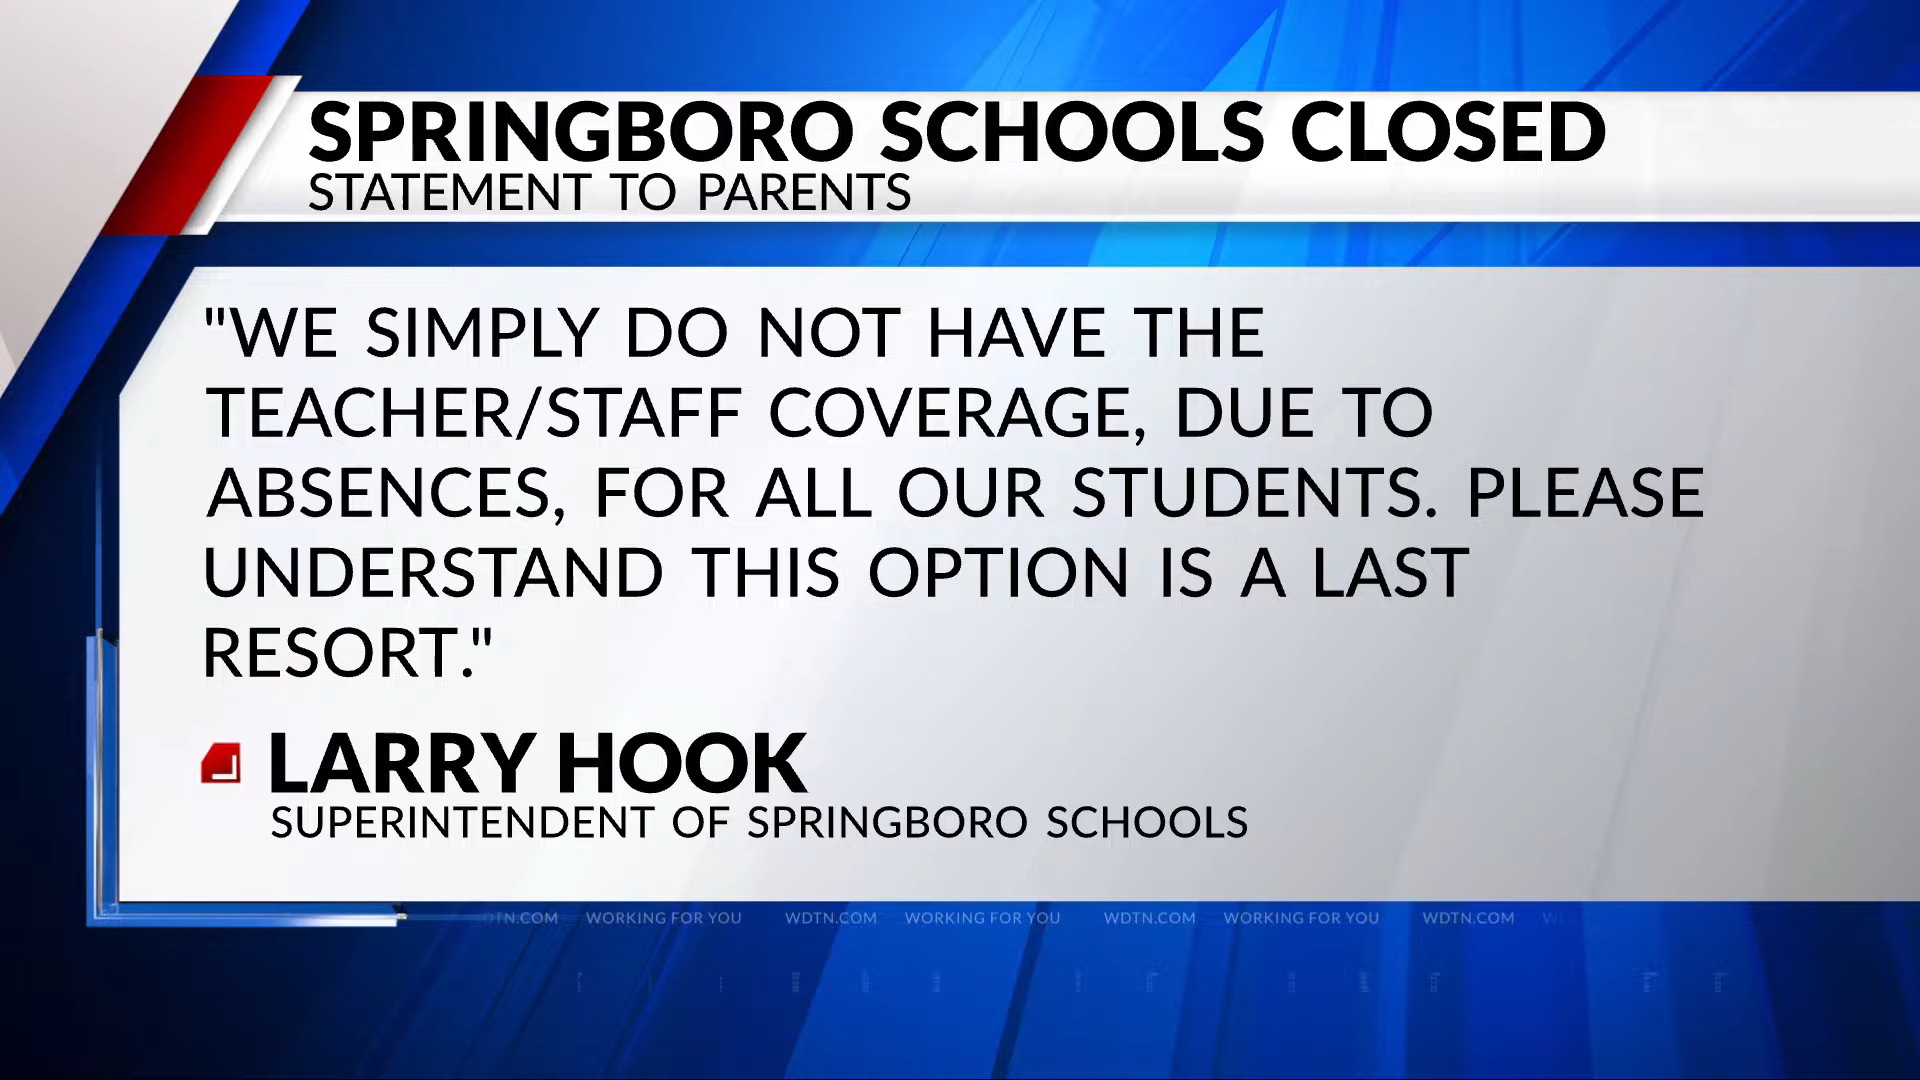 SPRINGBORO SCHOOLS CLOSED
STATEMENT TO PARENTS
"WE SIMPLY DO NOT HAVE THE
TEACHER/STAFF COVERAGE, DUE TO
ABSENCES, FOR ALL OUR STUDENTS. PLEASE
UNDERSTAND THIS OPTION IS A LAST
RESORT."
LARRY HOOK
SUPERINTENDENT OF SPRINGBORO SCHOOLS
DTN.COM WORKING FOR YOU WDTN.COM WORKING FOR YOU WDTN.COM WORKING FOR YOU WDTN.COM